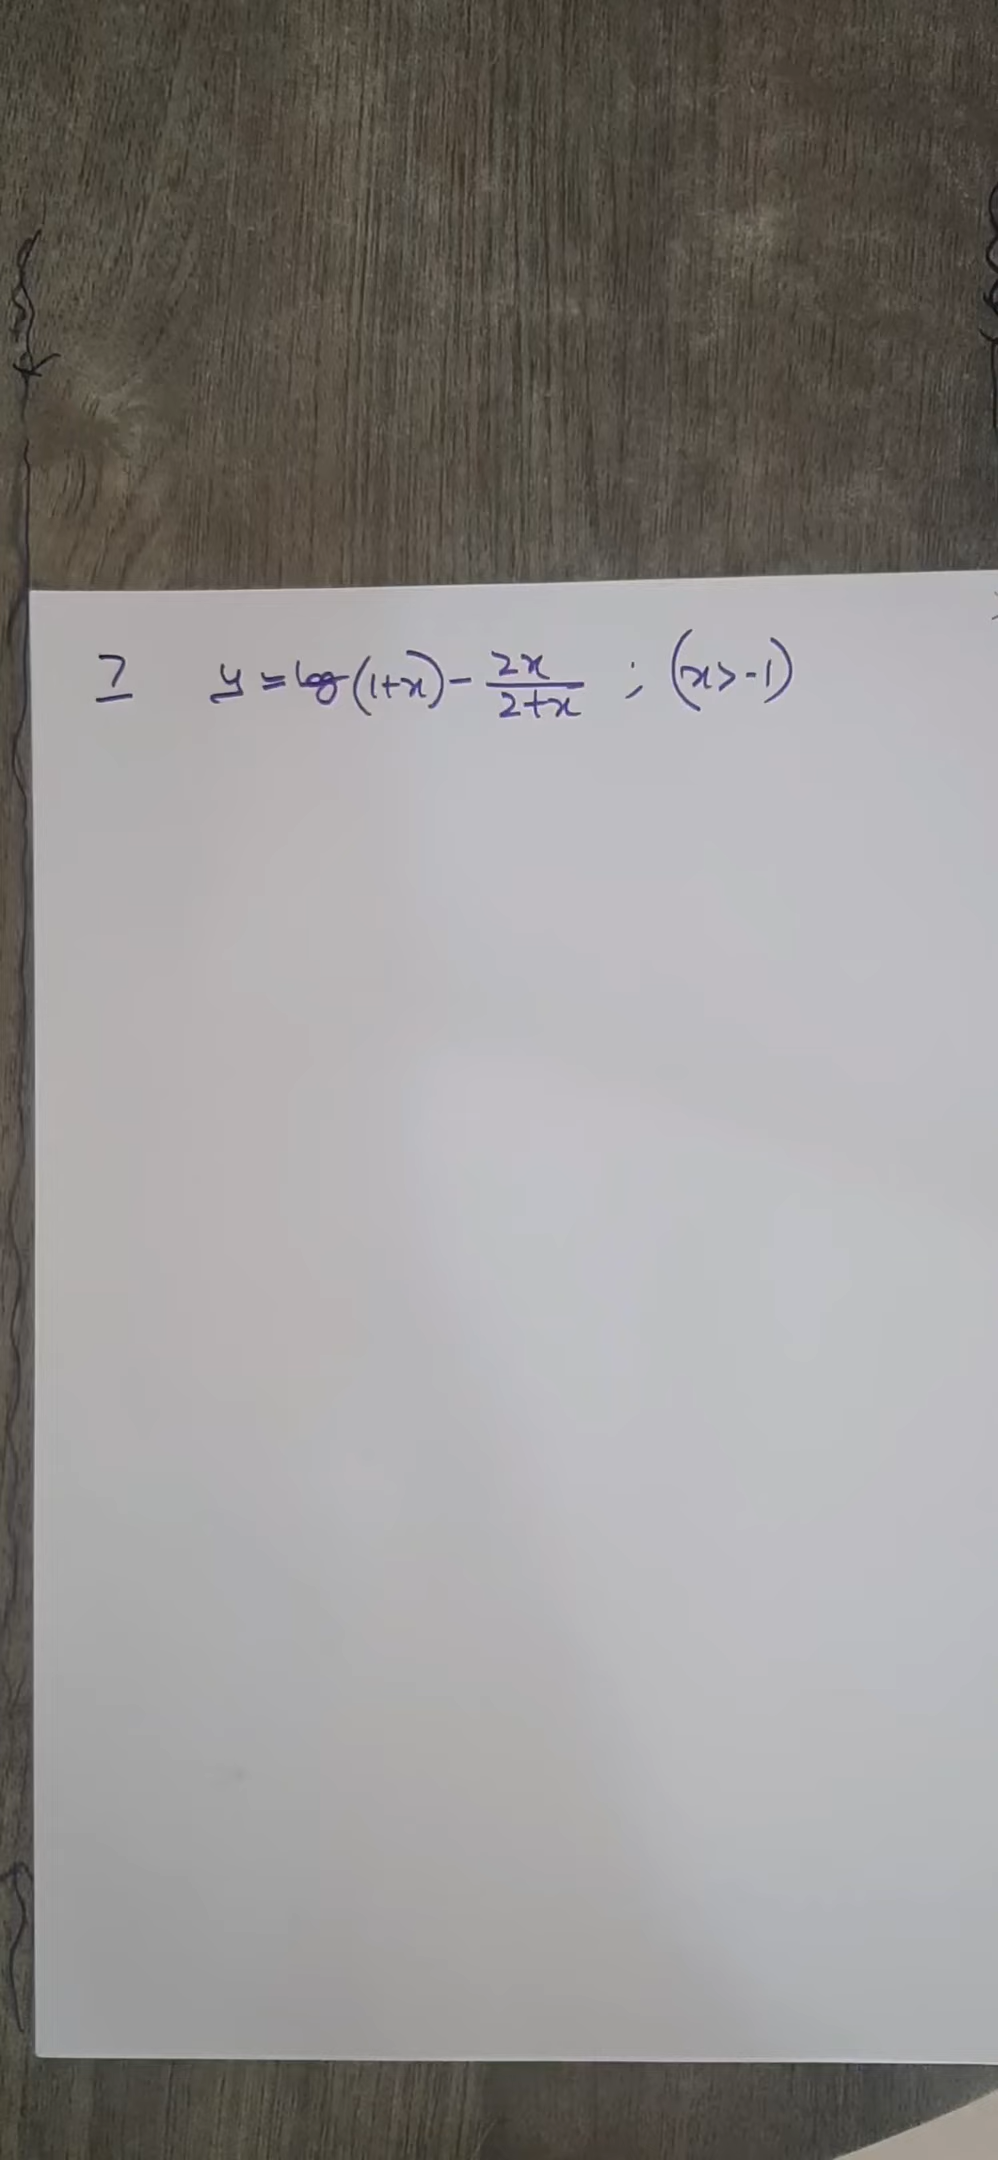 7 y = log(1+x) - 2x/(2+x) ; (x > -1)